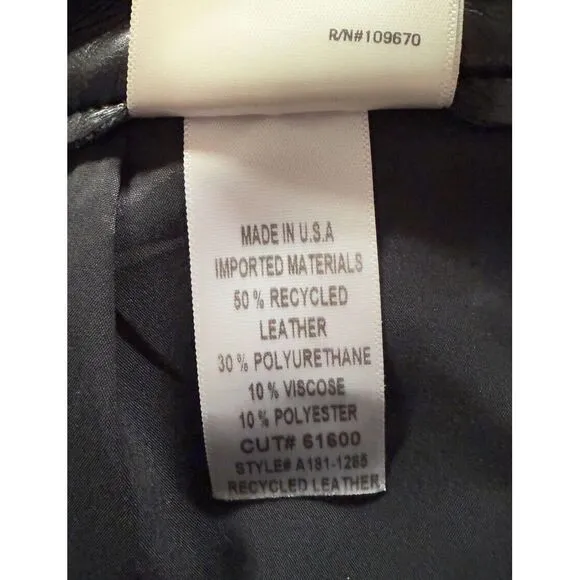 R/N#109670
MADE IN U.S.A
IMPORTED MATERIALS
50% RECYCLED
LEATHER
30% POLYURETHANE
10% VISCOSE
10% POLYESTER
CUT# 61600
STYLE# A181-1265
RECYCLED LEATHER